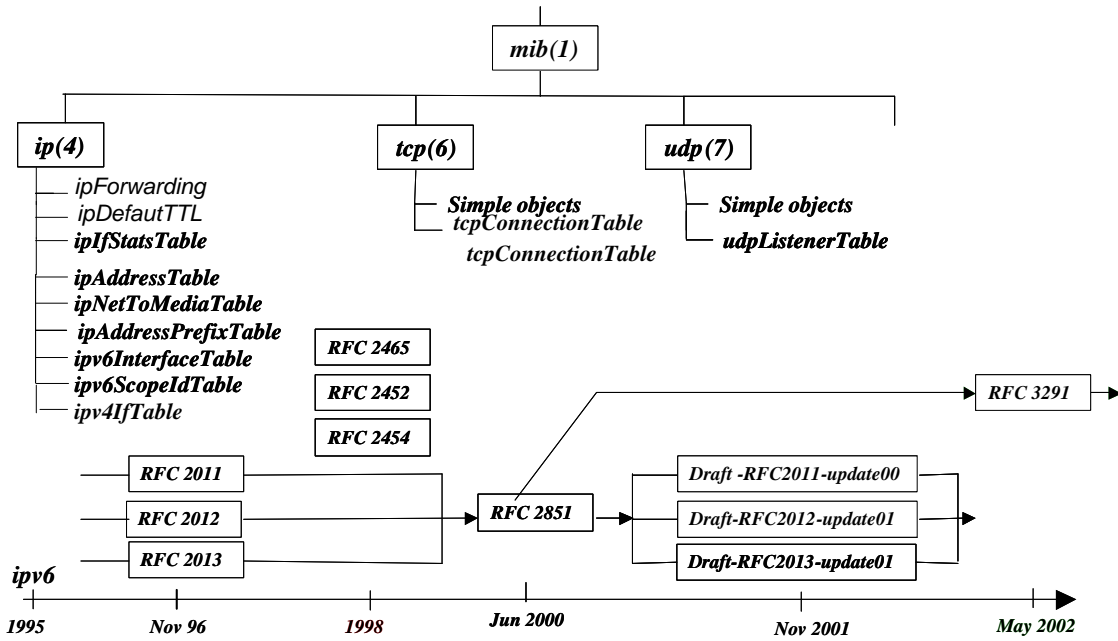 mib(1)
ip(4)
tcp(6)
udp(7)
ipForwarding
ipDefautTTL
ipIfStatsTable
ipAddressTable
ipNetToMediaTable
ipAddressPrefixTable
ipv6InterfaceTable
ipv6ScopeIdTable
ipv4IfTable
Simple objects
tcpConnectionTable
tcpConnectionTable
Simple objects
udpListenerTable
RFC 2465
RFC 2452
RFC 2454
RFC 3291
RFC 2011
RFC 2012
RFC 2013
RFC 2851
Draft -RFC2011-update00
Draft-RFC2012-update01
Draft-RFC2013-update01
ipv6
1995
Nov 96
1998
Jun 2000
Nov 2001
May 2002